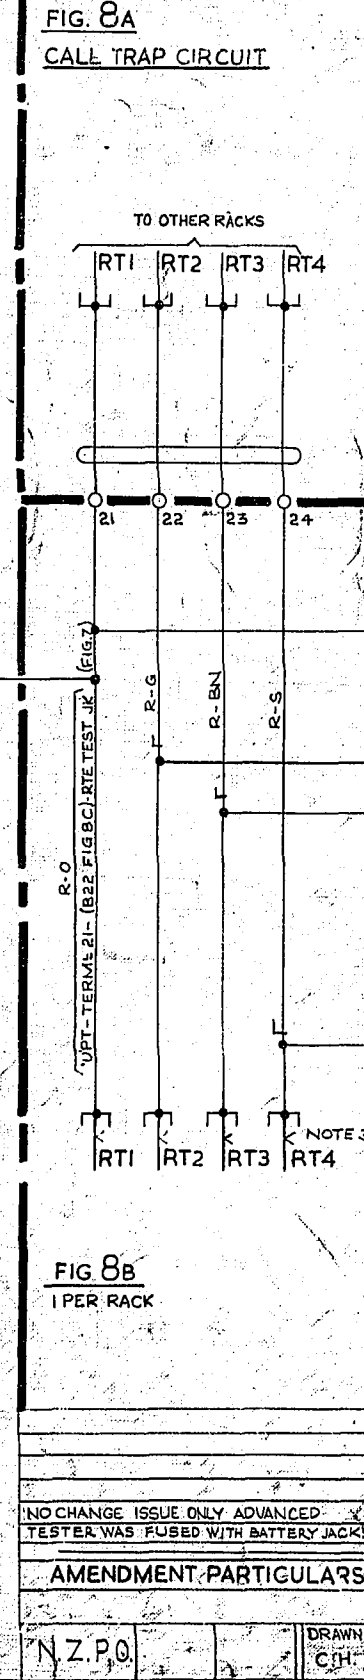 FIG. 8A
CALL TRAP CIRCUIT
TO OTHER RACKS
RT1 RT2 RT3 RT4
21 22 23 24
(FIG.7)
R-O
"UPT-TERML 21-(B22 FIG 8C)-RTE TEST JK
R-G
R-BN
R-S
RT1 RT2 RT3 RT4
NOTE 3
FIG 8B
1 PER RACK
NO CHANGE ISSUE ONLY ADVANCED
TESTER WAS FUSED WITH BATTERY JACK
AMENDMENT PARTICULARS
N.Z.P.O. DRAWN
C.H.